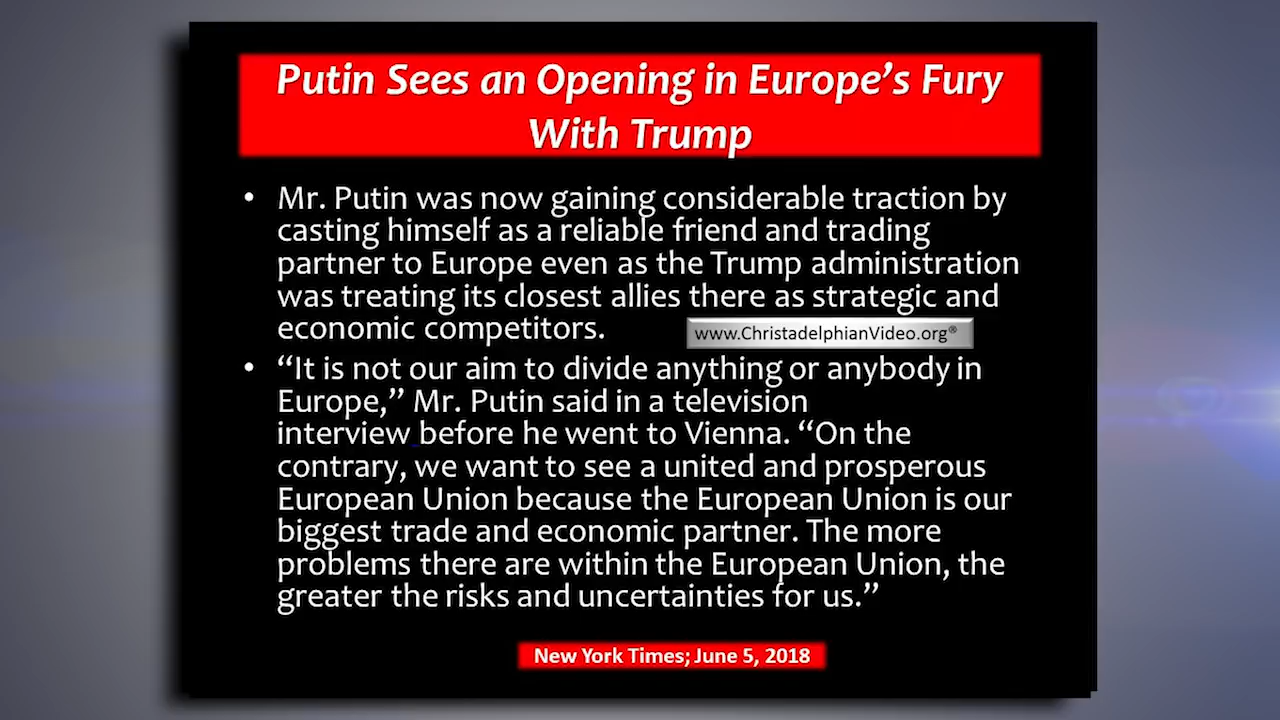 Putin Sees an Opening in Europe’s Fury
With Trump
• Mr. Putin was now gaining considerable traction by
casting himself as a reliable friend and trading
partner to Europe even as the Trump administration
was treating its closest allies there as strategic and
economic competitors.
www.ChristadelphianVideo.org®
• “It is not our aim to divide anything or anybody in
Europe,” Mr. Putin said in a television
interview before he went to Vienna. “On the
contrary, we want to see a united and prosperous
European Union because the European Union is our
biggest trade and economic partner. The more
problems there are within the European Union, the
greater the risks and uncertainties for us.”
New York Times; June 5, 2018